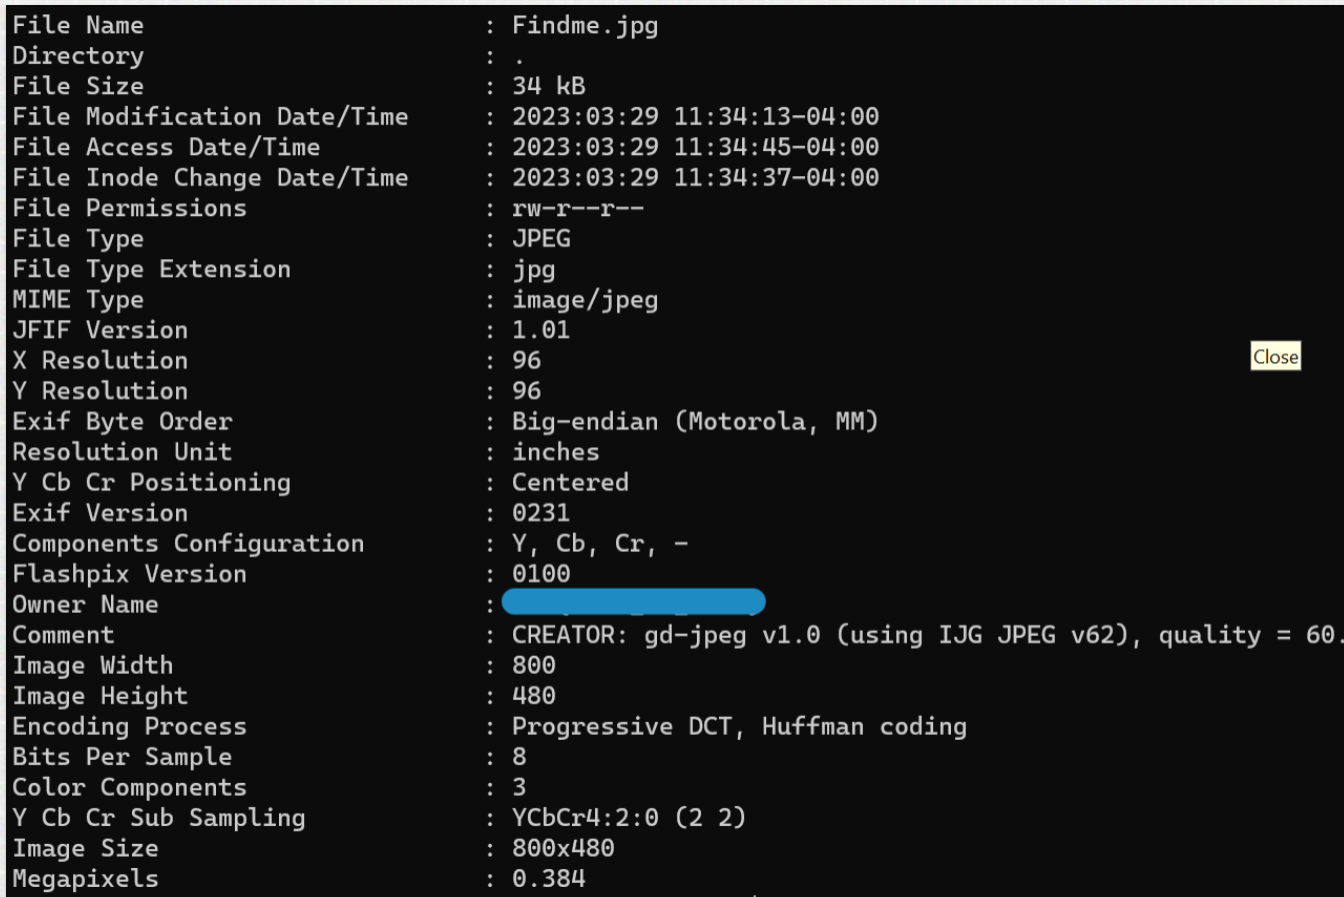 File Name : Findme.jpg
Directory : .
File Size : 34 kB
File Modification Date/Time : 2023:03:29 11:34:13-04:00
File Access Date/Time : 2023:03:29 11:34:45-04:00
File Inode Change Date/Time : 2023:03:29 11:34:37-04:00
File Permissions : rw-r--r--
File Type : JPEG
File Type Extension : jpg
MIME Type : image/jpeg
JFIF Version : 1.01
X Resolution : 96
Close
Y Resolution : 96
Exif Byte Order : Big-endian (Motorola, MM)
Resolution Unit : inches
Y Cb Cr Positioning : Centered
Exif Version : 0231
Components Configuration : Y, Cb, Cr, -
Flashpix Version : 0100
Owner Name :
Comment : CREATOR: gd-jpeg v1.0 (using IJG JPEG v62), quality = 60.
Image Width : 800
Image Height : 480
Encoding Process : Progressive DCT, Huffman coding
Bits Per Sample : 8
Color Components : 3
Y Cb Cr Sub Sampling : YCbCr4:2:0 (2 2)
Image Size : 800x480
Megapixels : 0.384